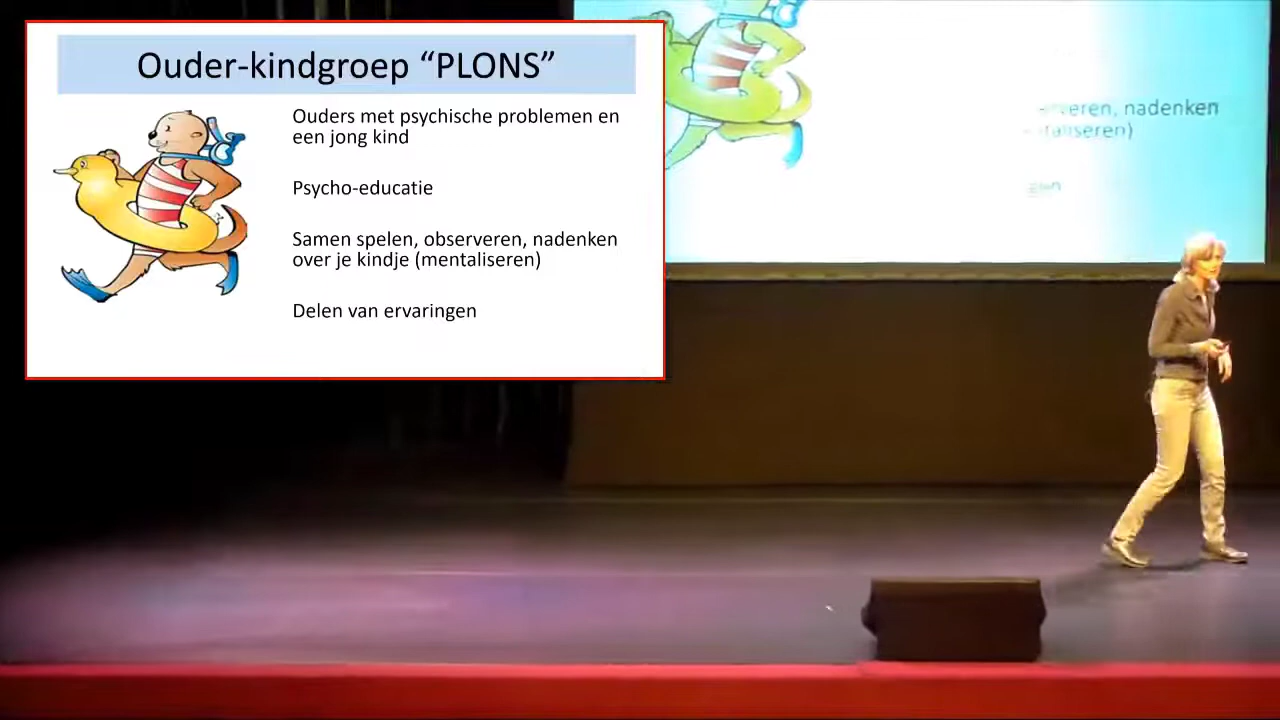 Ouder-kindgroep “PLONS”
Ouders met psychische problemen en
een jong kind
Psycho-educatie
Samen spelen, observeren, nadenken
over je kindje (mentaliseren)
Delen van ervaringen
nadenken